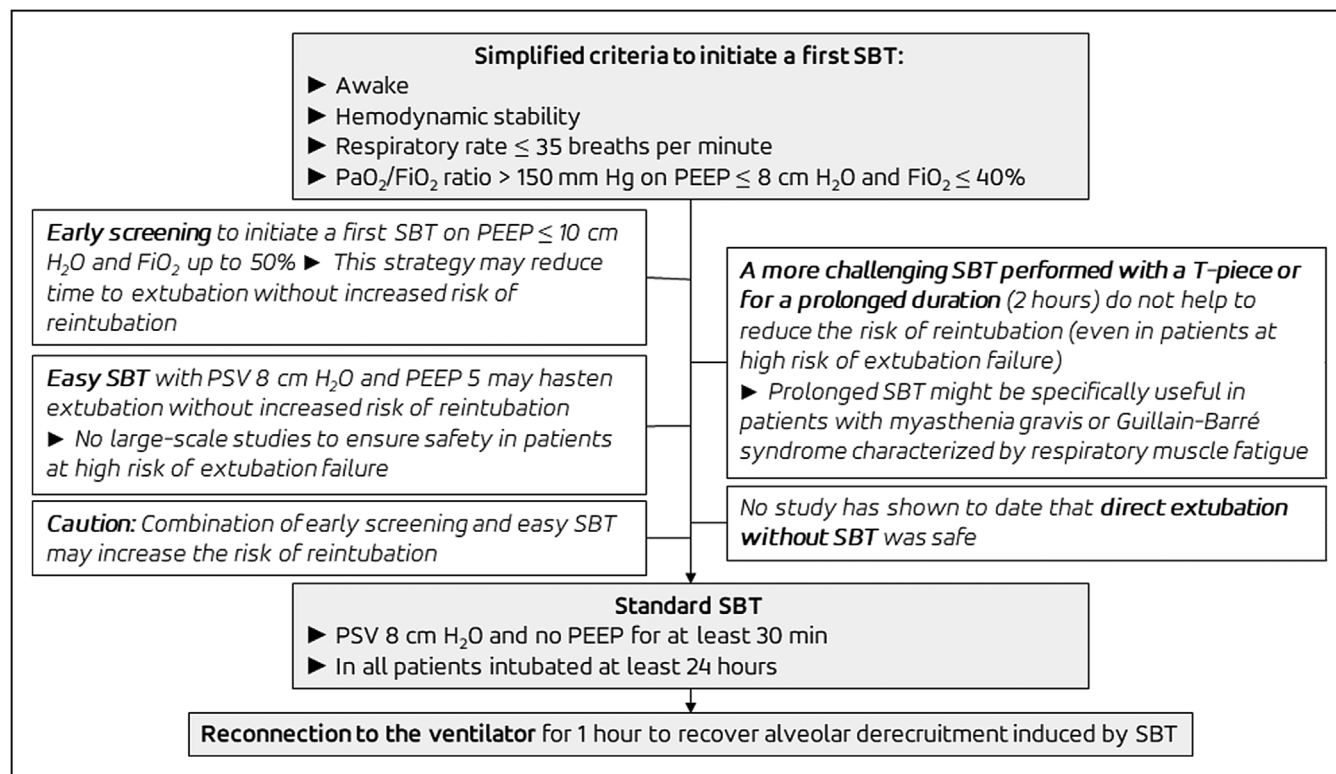 Simplified criteria to initiate a first SBT:
► Awake
► Hemodynamic stability
► Respiratory rate ≤ 35 breaths per minute
► PaO₂/FiO₂ ratio > 150 mm Hg on PEEP ≤ 8 cm H₂O and FiO₂ ≤ 40%
Early screening to initiate a first SBT on PEEP ≤ 10 cm
H₂O and FiO₂ up to 50% ► This strategy may reduce
time to extubation without increased risk of
reintubation
A more challenging SBT performed with a T-piece or
for a prolonged duration (2 hours) do not help to
reduce the risk of reintubation (even in patients at
high risk of extubation failure)
► Prolonged SBT might be specifically useful in
patients with myasthenia gravis or Guillain-Barré
syndrome characterized by respiratory muscle fatigue
Easy SBT with PSV 8 cm H₂O and PEEP 5 may hasten
extubation without increased risk of reintubation
► No large-scale studies to ensure safety in patients
at high risk of extubation failure
Caution: Combination of early screening and easy SBT
may increase the risk of reintubation
No study has shown to date that direct extubation
without SBT was safe
Standard SBT
► PSV 8 cm H₂O and no PEEP for at least 30 min
► In all patients intubated at least 24 hours
Reconnection to the ventilator for 1 hour to recover alveolar derecruitment induced by SBT